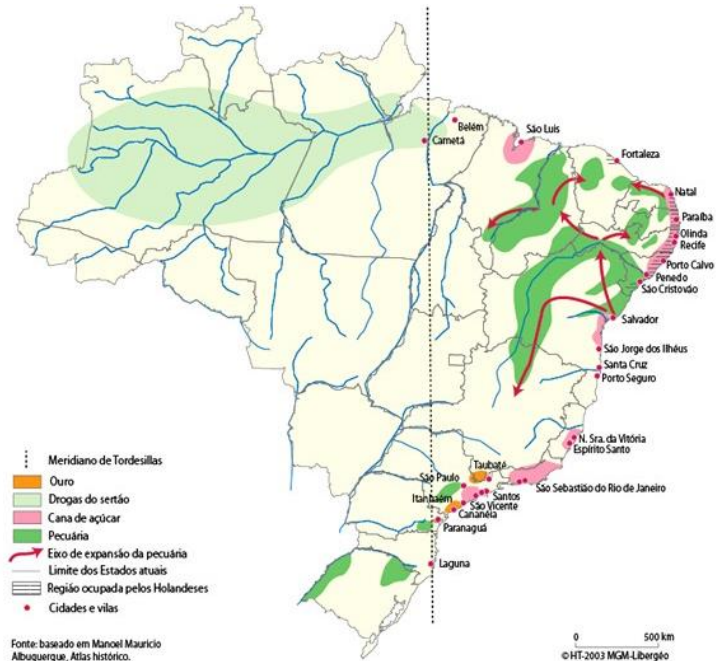 Belém
Cametá
São Luis
Fortaleza
Natal
Paraíba
Olinda
Recife
Porto Calvo
Penedo
São Cristovão
Salvador
São Jorge dos Ilhéus
Santa Cruz
Porto Seguro
N. Sra. da Vitória
Espírito Santo
Taubaté
São Paulo
São Sebastião do Rio de Janeiro
Itanhaém
Santos
São Vicente
Cananéia
Paranaguá
Laguna
Meridiano de Tordesillas
Ouro
Drogas do sertão
Cana de açúcar
Pecuária
Eixo de expansão da pecuária
Limite dos Estados atuais
Região ocupada pelos Holandeses
Cidades e vilas
Fonte: baseado em Manoel Mauricio
Albuquerque, Atlas histórico.
0 500 km
©HT-2003 MGM-Libergéo